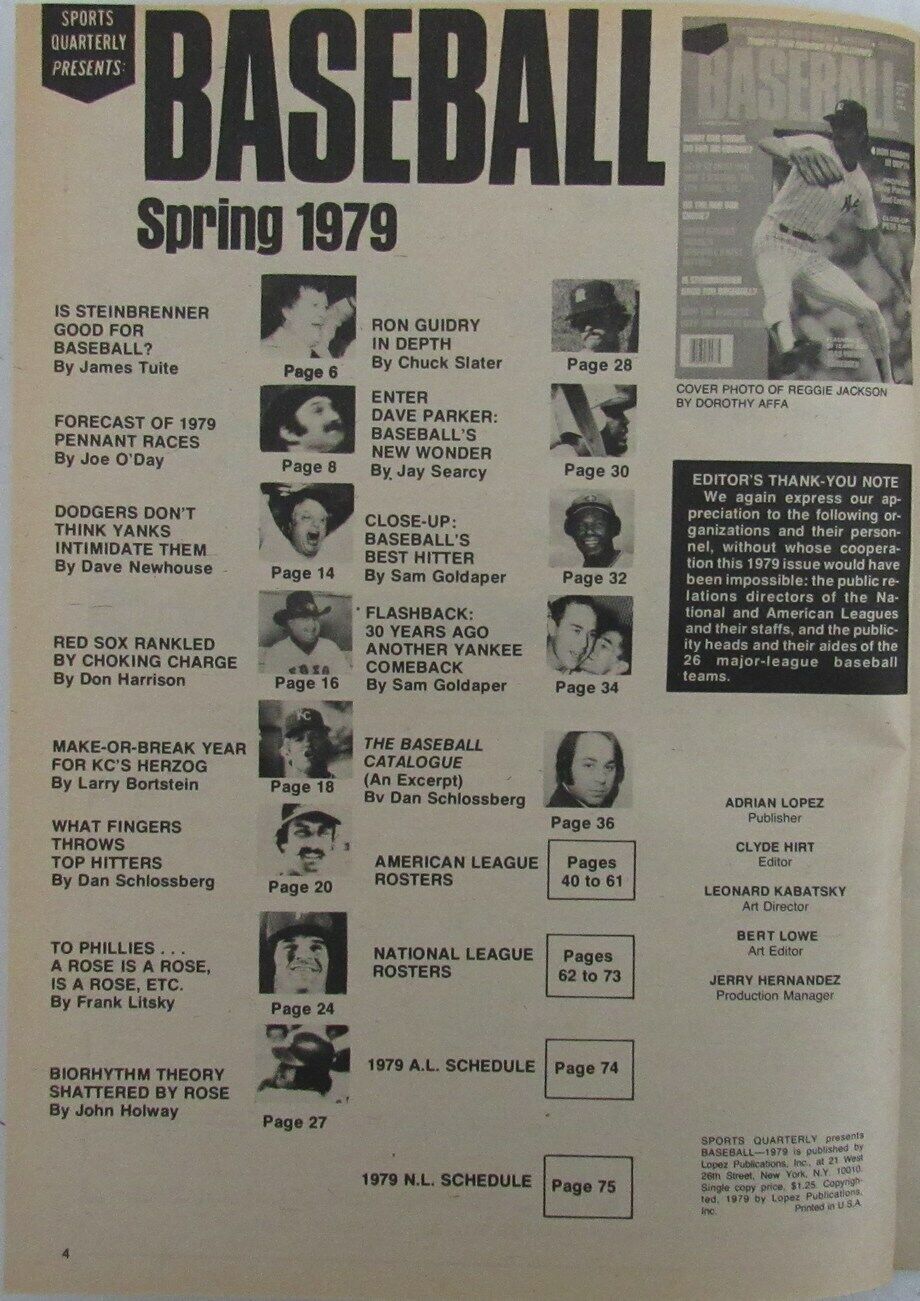 SPORTS
QUARTERLY
PRESENTS:
BASEBALL
Spring 1979
IS STEINBRENNER
GOOD FOR
BASEBALL?
By James Tuite
Page 6
FORECAST OF 1979
PENNANT RACES
By Joe O'Day
Page 8
DODGERS DON'T
THINK YANKS
INTIMIDATE THEM
By Dave Newhouse
Page 14
RED SOX RANKLED
BY CHOKING CHARGE
By Don Harrison
Page 16
MAKE-OR-BREAK YEAR
FOR KC'S HERZOG
By Larry Bortstein
KC
Page 18
WHAT FINGERS
THROWS
TOP HITTERS
By Dan Schlossberg
Page 20
TO PHILLIES . . .
A ROSE IS A ROSE,
IS A ROSE, ETC.
By Frank Litsky
Page 24
BIORHYTHM THEORY
SHATTERED BY ROSE
By John Holway
Page 27
RON GUIDRY
IN DEPTH
By Chuck Slater
Page 28
ENTER
DAVE PARKER:
BASEBALL'S
NEW WONDER
By Jay Searcy
Page 30
CLOSE-UP:
BASEBALL'S
BEST HITTER
By Sam Goldaper
Page 32
FLASHBACK:
30 YEARS AGO
ANOTHER YANKEE
COMEBACK
By Sam Goldaper
Page 34
THE BASEBALL
CATALOGUE
(An Excerpt)
By Dan Schlossberg
Page 36
AMERICAN LEAGUE
ROSTERS
Pages
40 to 61
NATIONAL LEAGUE
ROSTERS
Pages
62 to 73
1979 A.L. SCHEDULE
Page 74
1979 N.L. SCHEDULE
Page 75
BASEBALL
COVER PHOTO OF REGGIE JACKSON
BY DOROTHY AFFA
EDITOR'S THANK-YOU NOTE
We again express our ap-
preciation to the following or-
ganizations and their person-
nel, without whose coopera-
tion this 1979 issue would have
been impossible: the public re-
lations directors of the Na-
tional and American Leagues
and their staffs, and the public-
ity heads and their aides of the
26 major-league baseball
teams.
ADRIAN LOPEZ
Publisher
CLYDE HIRT
Editor
LEONARD KABATSKY
Art Director
BERT LOWE
Art Editor
JERRY HERNANDEZ
Production Manager
SPORTS QUARTERLY presents
BASEBALL—1979 is published by
Lopez Publications, Inc., at 21 West
26th Street, New York, N.Y. 10010.
Single copy price, $1.25. Copyright-
ted, 1979 by Lopez Publications,
Inc. Printed in U.S.A.
4